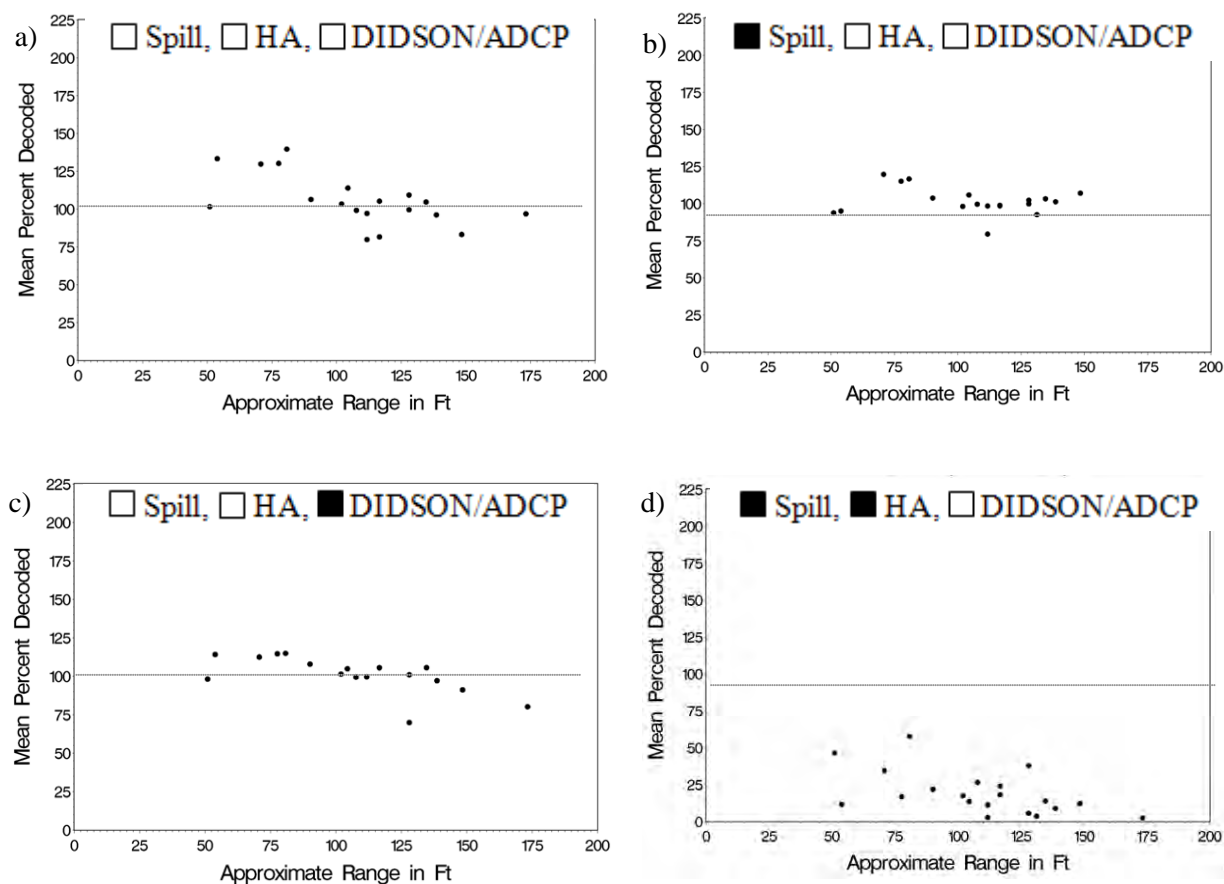 a)
□ Spill, □ HA, □ DIDSON/ADCP
225
200
175
150
125
100
75
50
25
0
Mean Percent Decoded
0 25 50 75 100 125 150 175 200
Approximate Range in Ft
b)
■ Spill, □ HA, □ DIDSON/ADCP
225
200
175
150
125
100
75
50
25
0
Mean Percent Decoded
0 25 50 75 100 125 150 175 200
Approximate Range in Ft
c)
□ Spill, □ HA, ■ DIDSON/ADCP
225
200
175
150
125
100
75
50
25
0
Mean Percent Decoded
0 25 50 75 100 125 150 175 200
Approximate Range in Ft
d)
■ Spill, ■ HA, □ DIDSON/ADCP
225
200
175
150
125
100
75
50
25
0
Mean Percent Decoded
0 25 50 75 100 125 150 175 200
Approximate Range in Ft